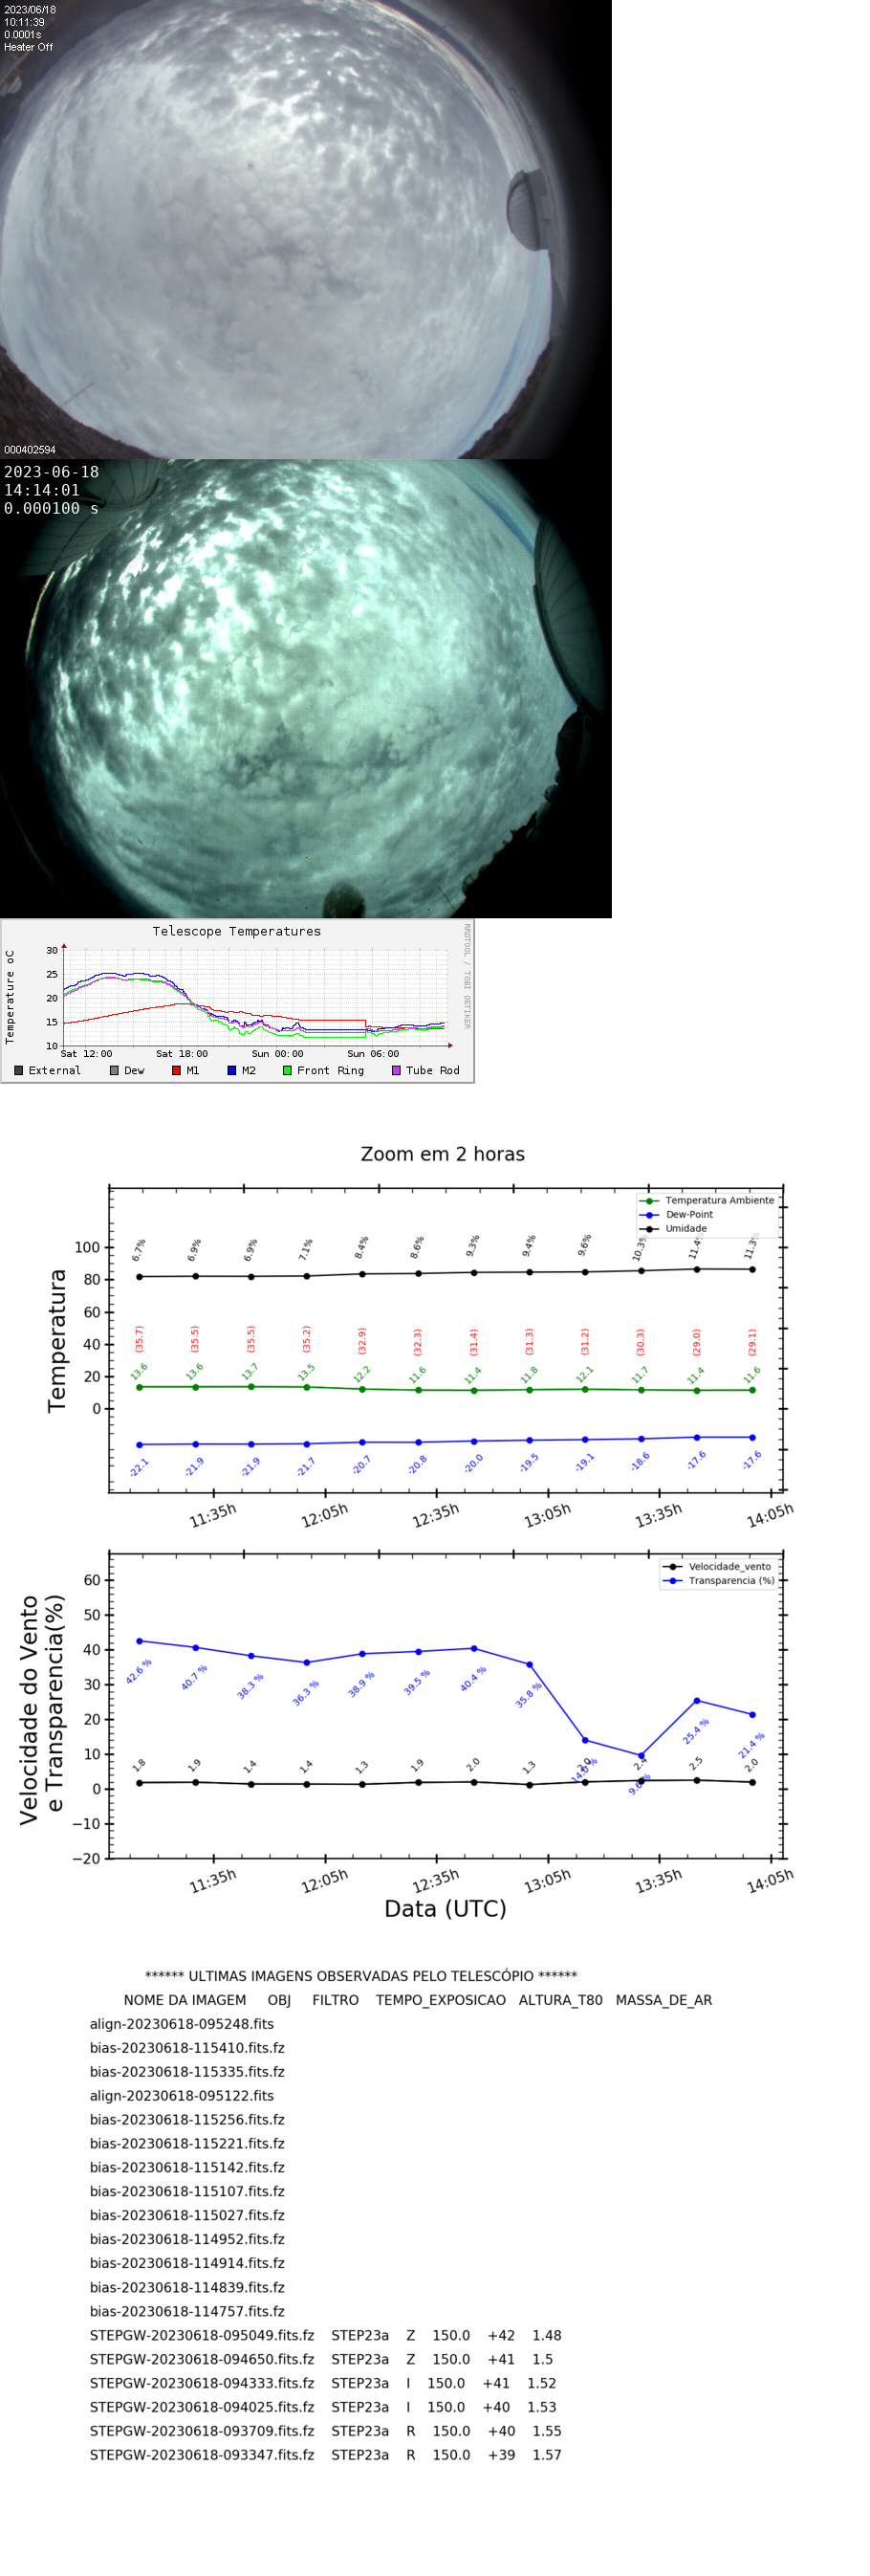 2023/06/18
10:11:39
0.0001s
Heater Off
000402594
2023-06-18
14:14:01
0.000100 s
Telescope Temperatures
RRDTOOL / TOBI OETIKER
Temperature oC
30
25
20
15
10
Sat 12:00 Sat 18:00 Sun 00:00 Sun 06:00
External Dew M1 M2 Front Ring Tube Rod
Zoom em 2 horas
Temperatura Ambiente
Dew-Point
Umidade
Temperatura
100
80
60
40
20
0
6.7% 6.9% 6.9% 7.1% 8.4% 8.6% 9.3% 9.4% 9.6% 10.3% 11.4% 11.3%
(35.7) (35.5) (35.5) (35.2) (32.9) (32.3) (31.4) (31.3) (31.2) (30.3) (29.0) (29.1)
13.6 13.6 13.7 13.5 12.2 11.6 11.4 11.8 12.1 11.7 11.4 11.6
-22.1 -21.9 -21.9 -21.7 -20.7 -20.8 -20.0 -19.5 -19.1 -18.6 -17.6 -17.6
11:35h 12:05h 12:35h 13:05h 13:35h 14:05h
Velocidade_vento
Transparencia (%)
Velocidade do Vento
e Transparencia(%)
60
50
40
30
20
10
0
−10
−20
42.6 % 40.7 % 38.3 % 36.3 % 38.9 % 39.5 % 40.4 % 35.8 % 14.0 % 25.4 % 21.4 %
1.8 1.9 1.4 1.4 1.3 1.9 2.0 1.3 2.0 2.4 2.5 2.0
11:35h 12:05h 12:35h 13:05h 13:35h 14:05h
Data (UTC)
****** ULTIMAS IMAGENS OBSERVADAS PELO TELESCÓPIO ******
NOME DA IMAGEM OBJ FILTRO TEMPO_EXPOSICAO ALTURA_T80 MASSA_DE_AR
align-20230618-095248.fits
bias-20230618-115410.fits.fz
bias-20230618-115335.fits.fz
align-20230618-095122.fits
bias-20230618-115256.fits.fz
bias-20230618-115221.fits.fz
bias-20230618-115142.fits.fz
bias-20230618-115107.fits.fz
bias-20230618-115027.fits.fz
bias-20230618-114952.fits.fz
bias-20230618-114914.fits.fz
bias-20230618-114839.fits.fz
bias-20230618-114757.fits.fz
STEPGW-20230618-095049.fits.fz STEP23a Z 150.0 +42 1.48
STEPGW-20230618-094650.fits.fz STEP23a Z 150.0 +41 1.5
STEPGW-20230618-094333.fits.fz STEP23a I 150.0 +41 1.52
STEPGW-20230618-094025.fits.fz STEP23a I 150.0 +40 1.53
STEPGW-20230618-093709.fits.fz STEP23a R 150.0 +40 1.55
STEPGW-20230618-093347.fits.fz STEP23a R 150.0 +39 1.57